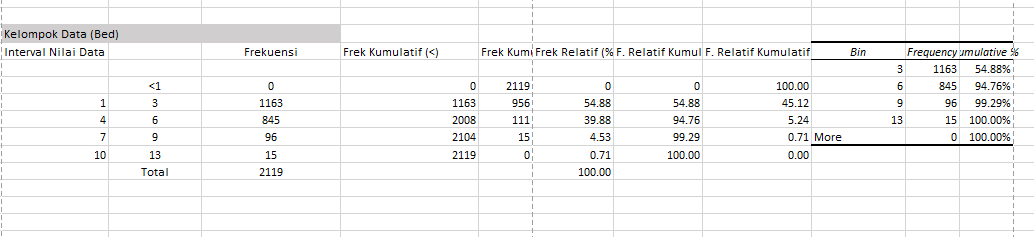 Kelompok Data (Bed)
Interval Nilai Data Frekuensi Frek Kumulatif (<) Frek Kum Frek Relatif (% F. Relatif Kumul F. Relatif Kumulatif Bin Frequency umulative %
3 1163 54.88%
<1 0 0 2119 0 0 100.00 6 845 94.76%
1 3 1163 1163 956 54.88 54.88 45.12 9 96 99.29%
4 6 845 2008 111 39.88 94.76 5.24 13 15 100.00%
7 9 96 2104 15 4.53 99.29 0.71 More 0 100.00%
10 13 15 2119 0 0.71 100.00 0.00
Total 2119 100.00